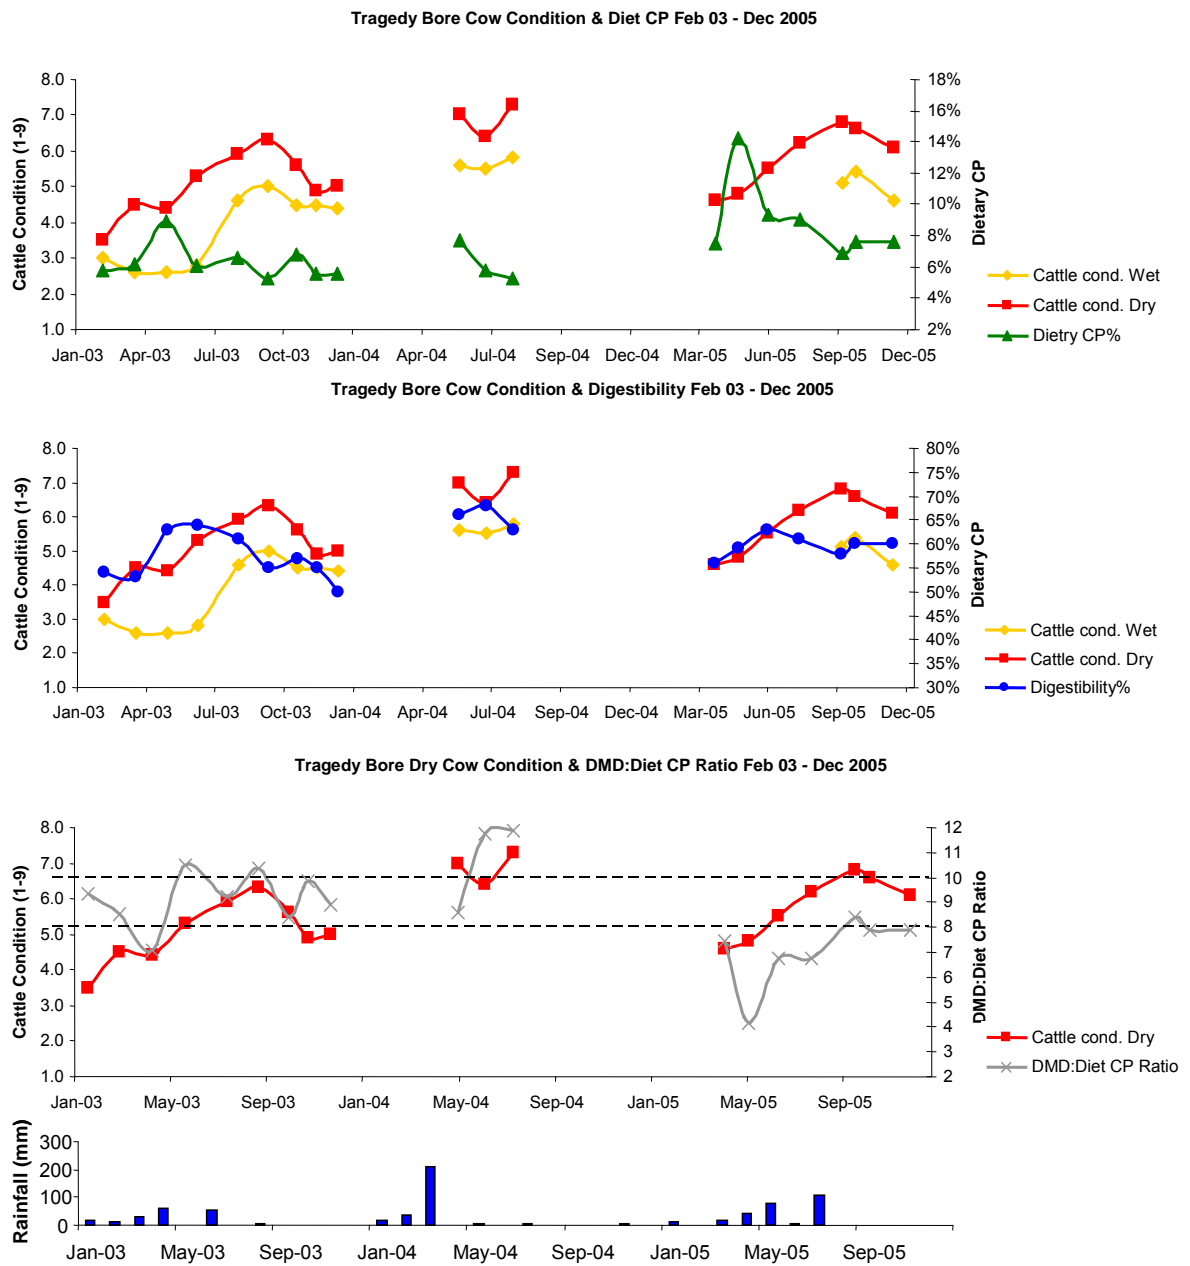 Tragedy Bore Cow Condition & Diet CP Feb 03 - Dec 2005
8.0
7.0
6.0
5.0
4.0
3.0
2.0
1.0
Cattle Condition (1-9)
18%
16%
14%
12%
10%
8%
6%
4%
2%
Dietary CP
Jan-03 Apr-03 Jul-03 Oct-03 Jan-04 Apr-04 Jul-04 Sep-04 Dec-04 Mar-05 Jun-05 Sep-05 Dec-05
Cattle cond. Wet
Cattle cond. Dry
Dietry CP%
Tragedy Bore Cow Condition & Digestibility Feb 03 - Dec 2005
8.0
7.0
6.0
5.0
4.0
3.0
2.0
1.0
Cattle Condition (1-9)
80%
75%
70%
65%
60%
55%
50%
45%
40%
35%
30%
Dietary CP
Jan-03 Apr-03 Jul-03 Oct-03 Jan-04 Apr-04 Jul-04 Sep-04 Dec-04 Mar-05 Jun-05 Sep-05 Dec-05
Cattle cond. Wet
Cattle cond. Dry
Digestibility%
Tragedy Bore Dry Cow Condition & DMD:Diet CP Ratio Feb 03 - Dec 2005
8.0
7.0
6.0
5.0
4.0
3.0
2.0
1.0
Cattle Condition (1-9)
12
11
10
9
8
7
6
5
4
3
2
DMD:Diet CP Ratio
Jan-03 May-03 Sep-03 Jan-04 May-04 Sep-04 Jan-05 May-05 Sep-05
Cattle cond. Dry
DMD:Diet CP Ratio
300
200
100
0
Rainfall (mm)
Jan-03 May-03 Sep-03 Jan-04 May-04 Sep-04 Jan-05 May-05 Sep-05